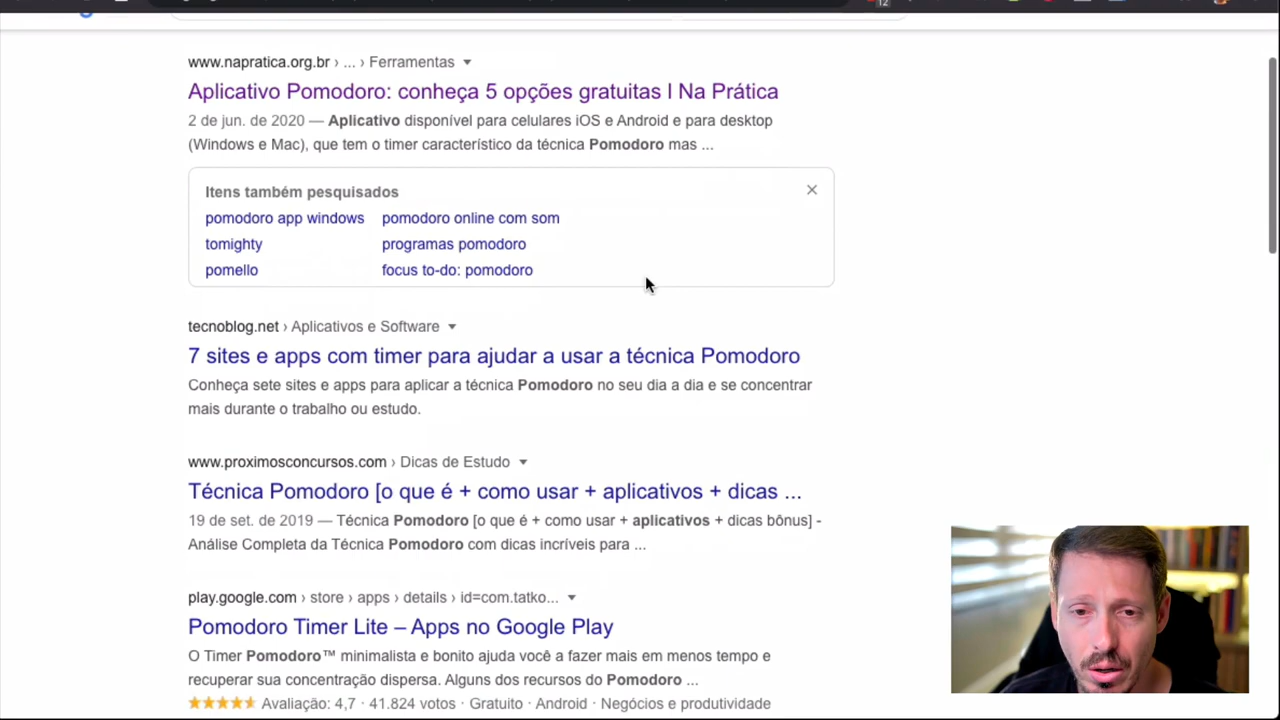 12
www.napratica.org.br › ... › Ferramentas
Aplicativo Pomodoro: conheça 5 opções gratuitas l Na Prática
2 de jun. de 2020 — Aplicativo disponível para celulares iOS e Android e para desktop
(Windows e Mac), que tem o timer característico da técnica Pomodoro mas ...
Itens também pesquisados
pomodoro app windows pomodoro online com som
tomighty programas pomodoro
pomello focus to-do: pomodoro
tecnoblog.net › Aplicativos e Software
7 sites e apps com timer para ajudar a usar a técnica Pomodoro
Conheça sete sites e apps para aplicar a técnica Pomodoro no seu dia a dia e se concentrar
mais durante o trabalho ou estudo.
www.proximosconcursos.com › Dicas de Estudo
Técnica Pomodoro [o que é + como usar + aplicativos + dicas ...
19 de set. de 2019 — Técnica Pomodoro [o que é + como usar + aplicativos + dicas bônus] -
Análise Completa da Técnica Pomodoro com dicas incríveis para ...
play.google.com › store › apps › details › id=com.tatko...
Pomodoro Timer Lite – Apps no Google Play
O Timer Pomodoro™ minimalista e bonito ajuda você a fazer mais em menos tempo e
recuperar sua concentração dispersa. Alguns dos recursos do Pomodoro ...
Avaliação: 4,7 · 41.824 votos · Gratuito · Android · Negócios e produtividade